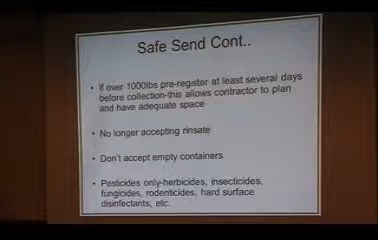 Safe Send Cont..
• If over 1000lbs pre-register at least several days
before collection-this allows contractor to plan
and have adequate space
• No longer accepting rinsate
• Don't accept empty containers
• Pesticides only-herbicides, insecticides,
fungicides, rodenticides, hard surface
disinfectants, etc.